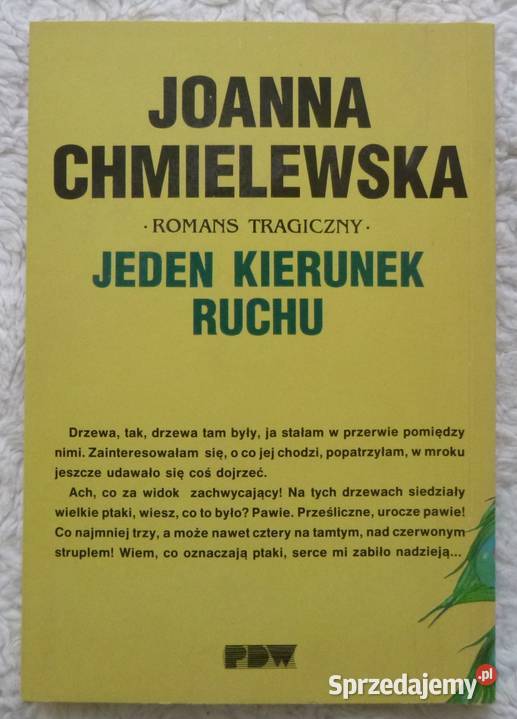 JOANNA
CHMIELEWSKA
· ROMANS TRAGICZNY ·
JEDEN KIERUNEK
RUCHU
Drzewa, tak, drzewa tam były, ja stałam w przerwie pomiędzy
nimi. Zainteresowałam się, o co jej chodzi, popatrzyłam, w mroku
jeszcze udawało się coś dojrzeć.
Ach, co za widok zachwycający! Na tych drzewach siedziały
wielkie ptaki, wiesz, co to było? Pawie. Prześliczne, urocze pawie!
Co najmniej trzy, a może nawet cztery na tamtym, nad czerwonym
struplem! Wiem, co oznaczają ptaki, serce mi zabiło nadzieją...
PDW
Sprzedajemy.pl